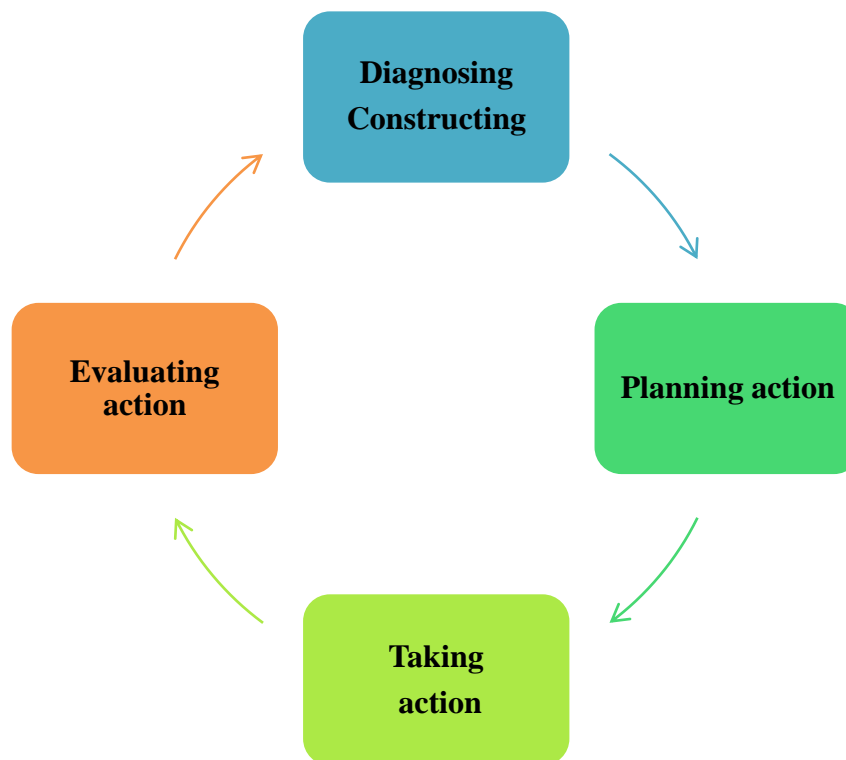 Diagnosing
Constructing
Planning action
Taking
action
Evaluating
action